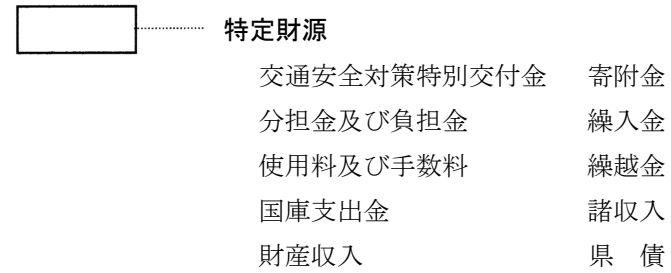 特定財源
交通安全対策特別交付金　寄附金
分担金及び負担金　繰入金
使用料及び手数料　繰越金
国庫支出金　諸収入
財産収入　県　債